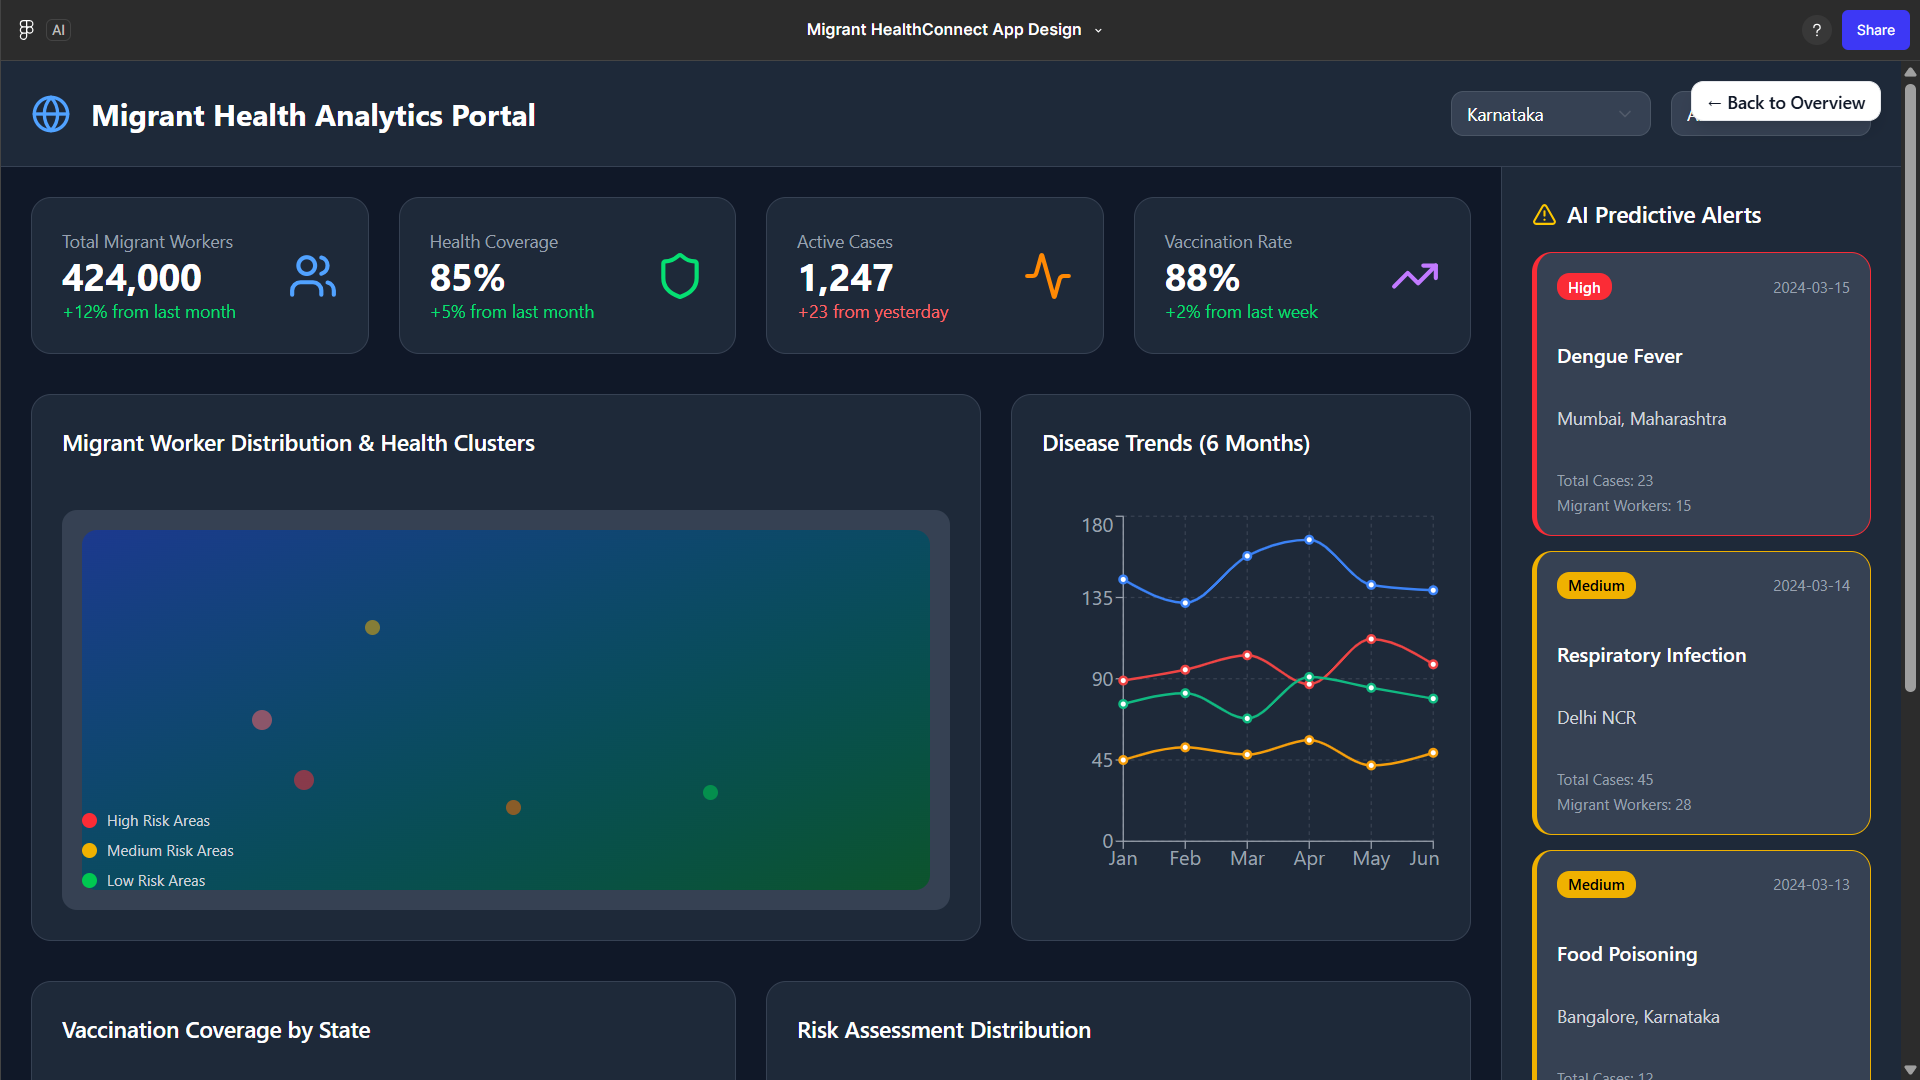 AI
Migrant HealthConnect App Design
?
Share
Migrant Health Analytics Portal
Karnataka
← Back to Overview
Total Migrant Workers
424,000
+12% from last month
Health Coverage
85%
+5% from last month
Active Cases
1,247
+23 from yesterday
Vaccination Rate
88%
+2% from last week
Migrant Worker Distribution & Health Clusters
High Risk Areas
Medium Risk Areas
Low Risk Areas
Disease Trends (6 Months)
180
135
90
45
0
Jan Feb Mar Apr May Jun
Vaccination Coverage by State
Risk Assessment Distribution
AI Predictive Alerts
High 2024-03-15
Dengue Fever
Mumbai, Maharashtra
Total Cases: 23
Migrant Workers: 15
Medium 2024-03-14
Respiratory Infection
Delhi NCR
Total Cases: 45
Migrant Workers: 28
Medium 2024-03-13
Food Poisoning
Bangalore, Karnataka
Total Cases: 12